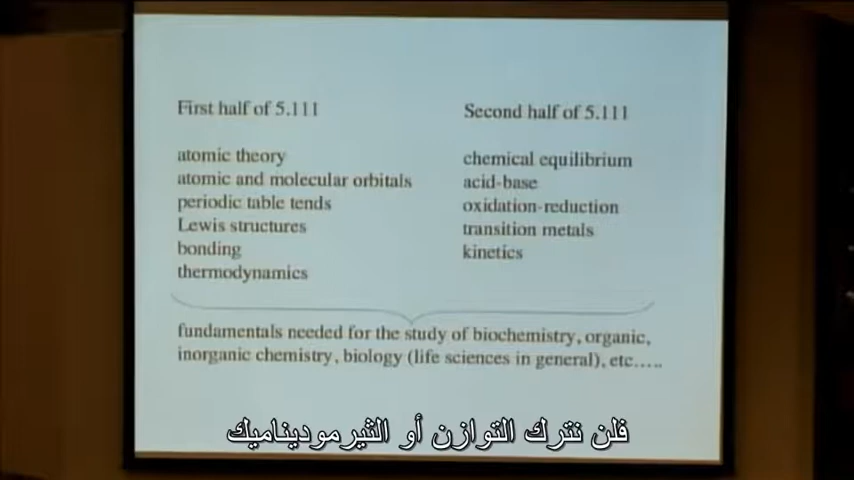 First half of 5.111
atomic theory
atomic and molecular orbitals
periodic table tends
Lewis structures
bonding
thermodynamics
Second half of 5.111
chemical equilibrium
acid-base
oxidation-reduction
transition metals
kinetics
fundamentals needed for the study of biochemistry, organic,
inorganic chemistry, biology (life sciences in general), etc…..
فلن نترك التوازن أو الثيرموديناميك